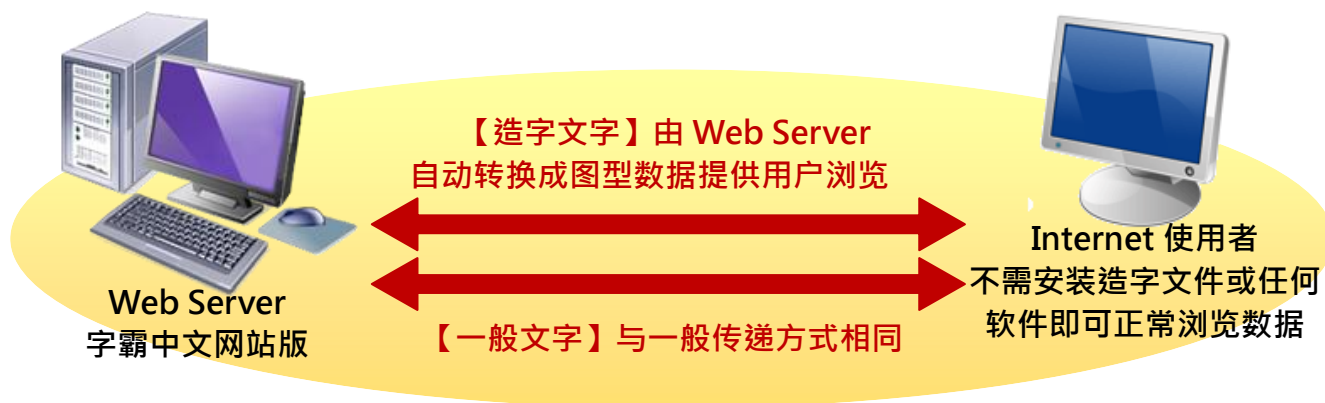 【造字文字】由 Web Server
自动转换成图型数据提供用户浏览
Web Server
字霸中文网站版
【一般文字】与一般传递方式相同
Internet 使用者
不需安装造字文件或任何
软件即可正常浏览数据